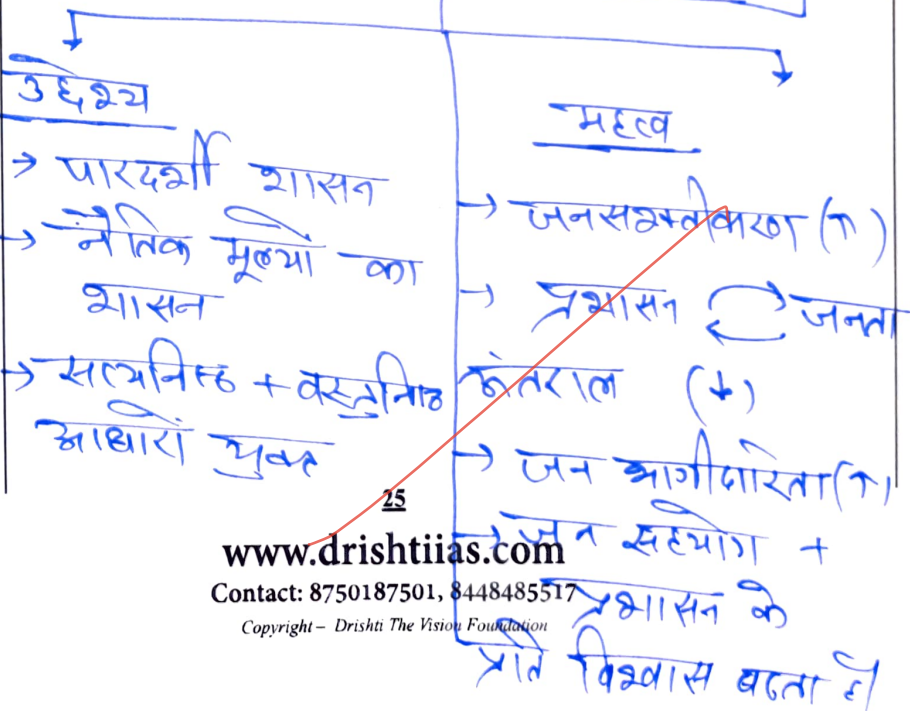 उद्देश्य
→ पारदर्शी शासन
→ नैतिक मूल्यों का
शासन
→ सत्यनिष्ठ + वस्तुनिष्ठ
आधारों युक्त
महत्व
→ जनसशक्तीकरण (↑)
→ प्रशासन जनता
अंतराल (↓)
→ जन भागीदारिता (↑)
→ जन सहयोग +
प्रशासन के
प्रति विश्वास बढता है।
25
www.drishtiias.com
Contact: 8750187501, 8448485517
Copyright – Drishti The Vision Foundation